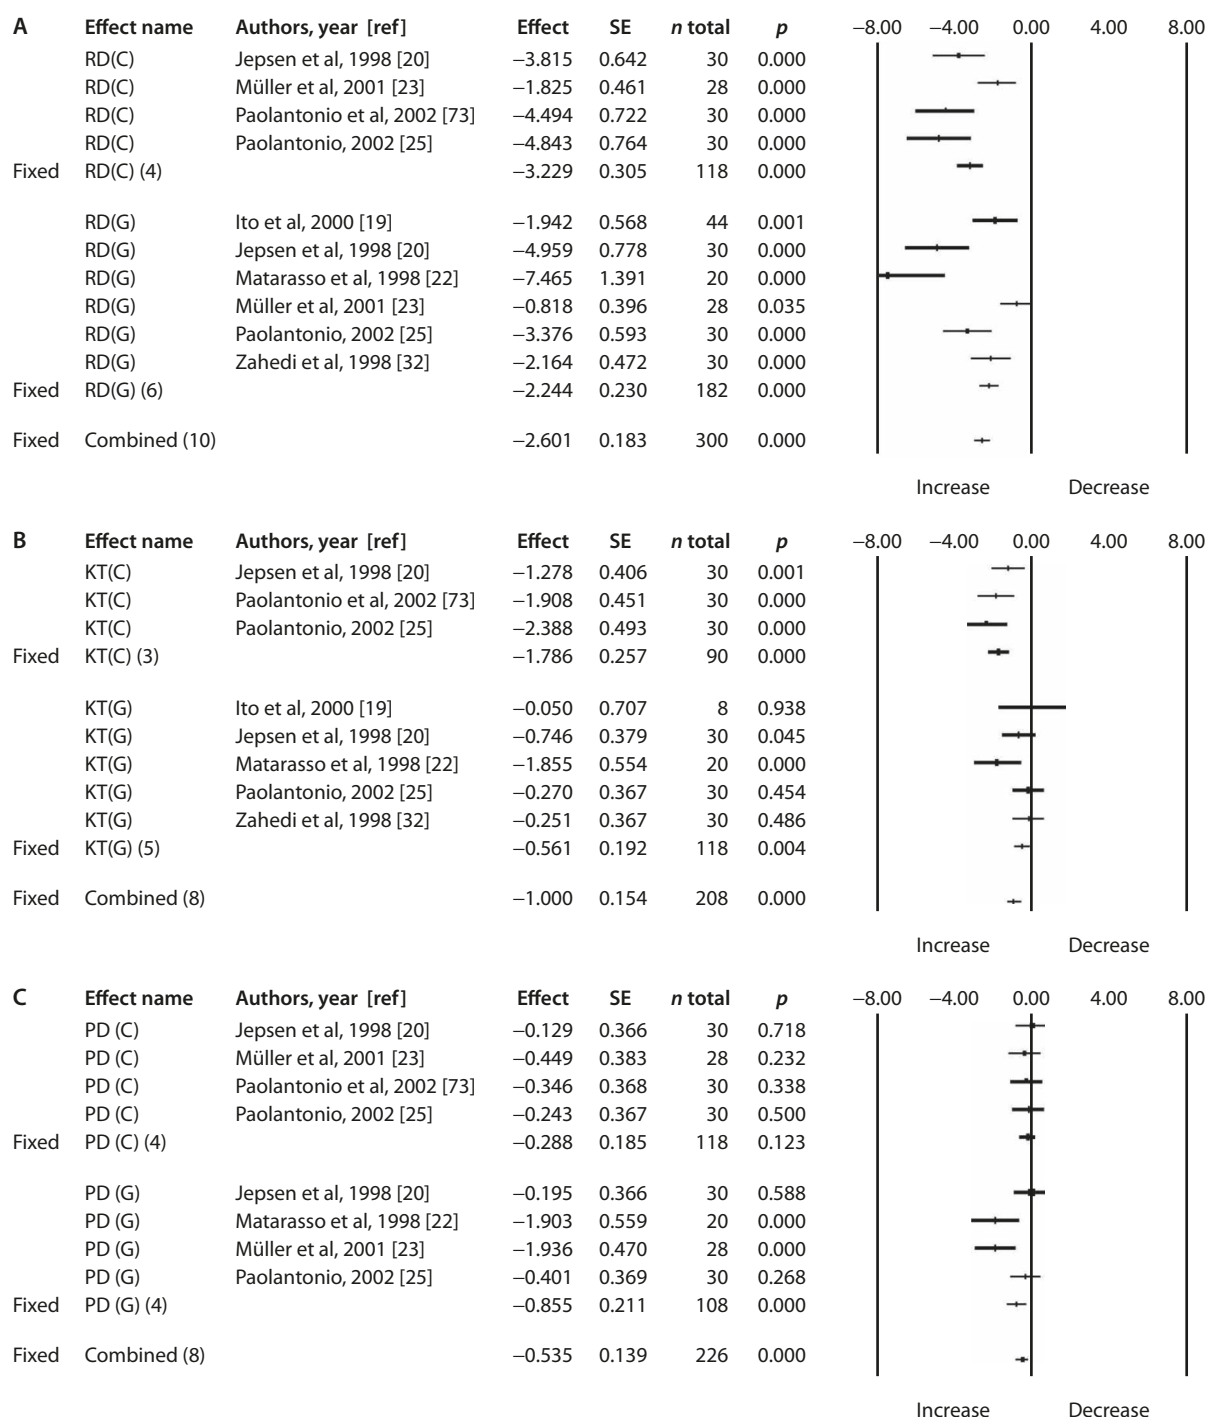 A Effect name Authors, year [ref] Effect SE n total p −8.00 −4.00 0.00 4.00 8.00
RD(C) Jepsen et al, 1998 [20] −3.815 0.642 30 0.000
RD(C) Müller et al, 2001 [23] −1.825 0.461 28 0.000
RD(C) Paolantonio et al, 2002 [73] −4.494 0.722 30 0.000
RD(C) Paolantonio, 2002 [25] −4.843 0.764 30 0.000
Fixed RD(C) (4) −3.229 0.305 118 0.000
RD(G) Ito et al, 2000 [19] −1.942 0.568 44 0.001
RD(G) Jepsen et al, 1998 [20] −4.959 0.778 30 0.000
RD(G) Matarasso et al, 1998 [22] −7.465 1.391 20 0.000
RD(G) Müller et al, 2001 [23] −0.818 0.396 28 0.035
RD(G) Paolantonio, 2002 [25] −3.376 0.593 30 0.000
RD(G) Zahedi et al, 1998 [32] −2.164 0.472 30 0.000
Fixed RD(G) (6) −2.244 0.230 182 0.000
Fixed Combined (10) −2.601 0.183 300 0.000
Increase Decrease
B Effect name Authors, year [ref] Effect SE n total p −8.00 −4.00 0.00 4.00 8.00
KT(C) Jepsen et al, 1998 [20] −1.278 0.406 30 0.001
KT(C) Paolantonio et al, 2002 [73] −1.908 0.451 30 0.000
KT(C) Paolantonio, 2002 [25] −2.388 0.493 30 0.000
Fixed KT(C) (3) −1.786 0.257 90 0.000
KT(G) Ito et al, 2000 [19] −0.050 0.707 8 0.938
KT(G) Jepsen et al, 1998 [20] −0.746 0.379 30 0.045
KT(G) Matarasso et al, 1998 [22] −1.855 0.554 20 0.000
KT(G) Paolantonio, 2002 [25] −0.270 0.367 30 0.454
KT(G) Zahedi et al, 1998 [32] −0.251 0.367 30 0.486
Fixed KT(G) (5) −0.561 0.192 118 0.004
Fixed Combined (8) −1.000 0.154 208 0.000
Increase Decrease
C Effect name Authors, year [ref] Effect SE n total p −8.00 −4.00 0.00 4.00 8.00
PD (C) Jepsen et al, 1998 [20] −0.129 0.366 30 0.718
PD (C) Müller et al, 2001 [23] −0.449 0.383 28 0.232
PD (C) Paolantonio et al, 2002 [73] −0.346 0.368 30 0.338
PD (C) Paolantonio, 2002 [25] −0.243 0.367 30 0.500
Fixed PD (C) (4) −0.288 0.185 118 0.123
PD (G) Jepsen et al, 1998 [20] −0.195 0.366 30 0.588
PD (G) Matarasso et al, 1998 [22] −1.903 0.559 20 0.000
PD (G) Müller et al, 2001 [23] −1.936 0.470 28 0.000
PD (G) Paolantonio, 2002 [25] −0.401 0.369 30 0.268
Fixed PD (G) (4) −0.855 0.211 108 0.000
Fixed Combined (8) −0.535 0.139 226 0.000
Increase Decrease